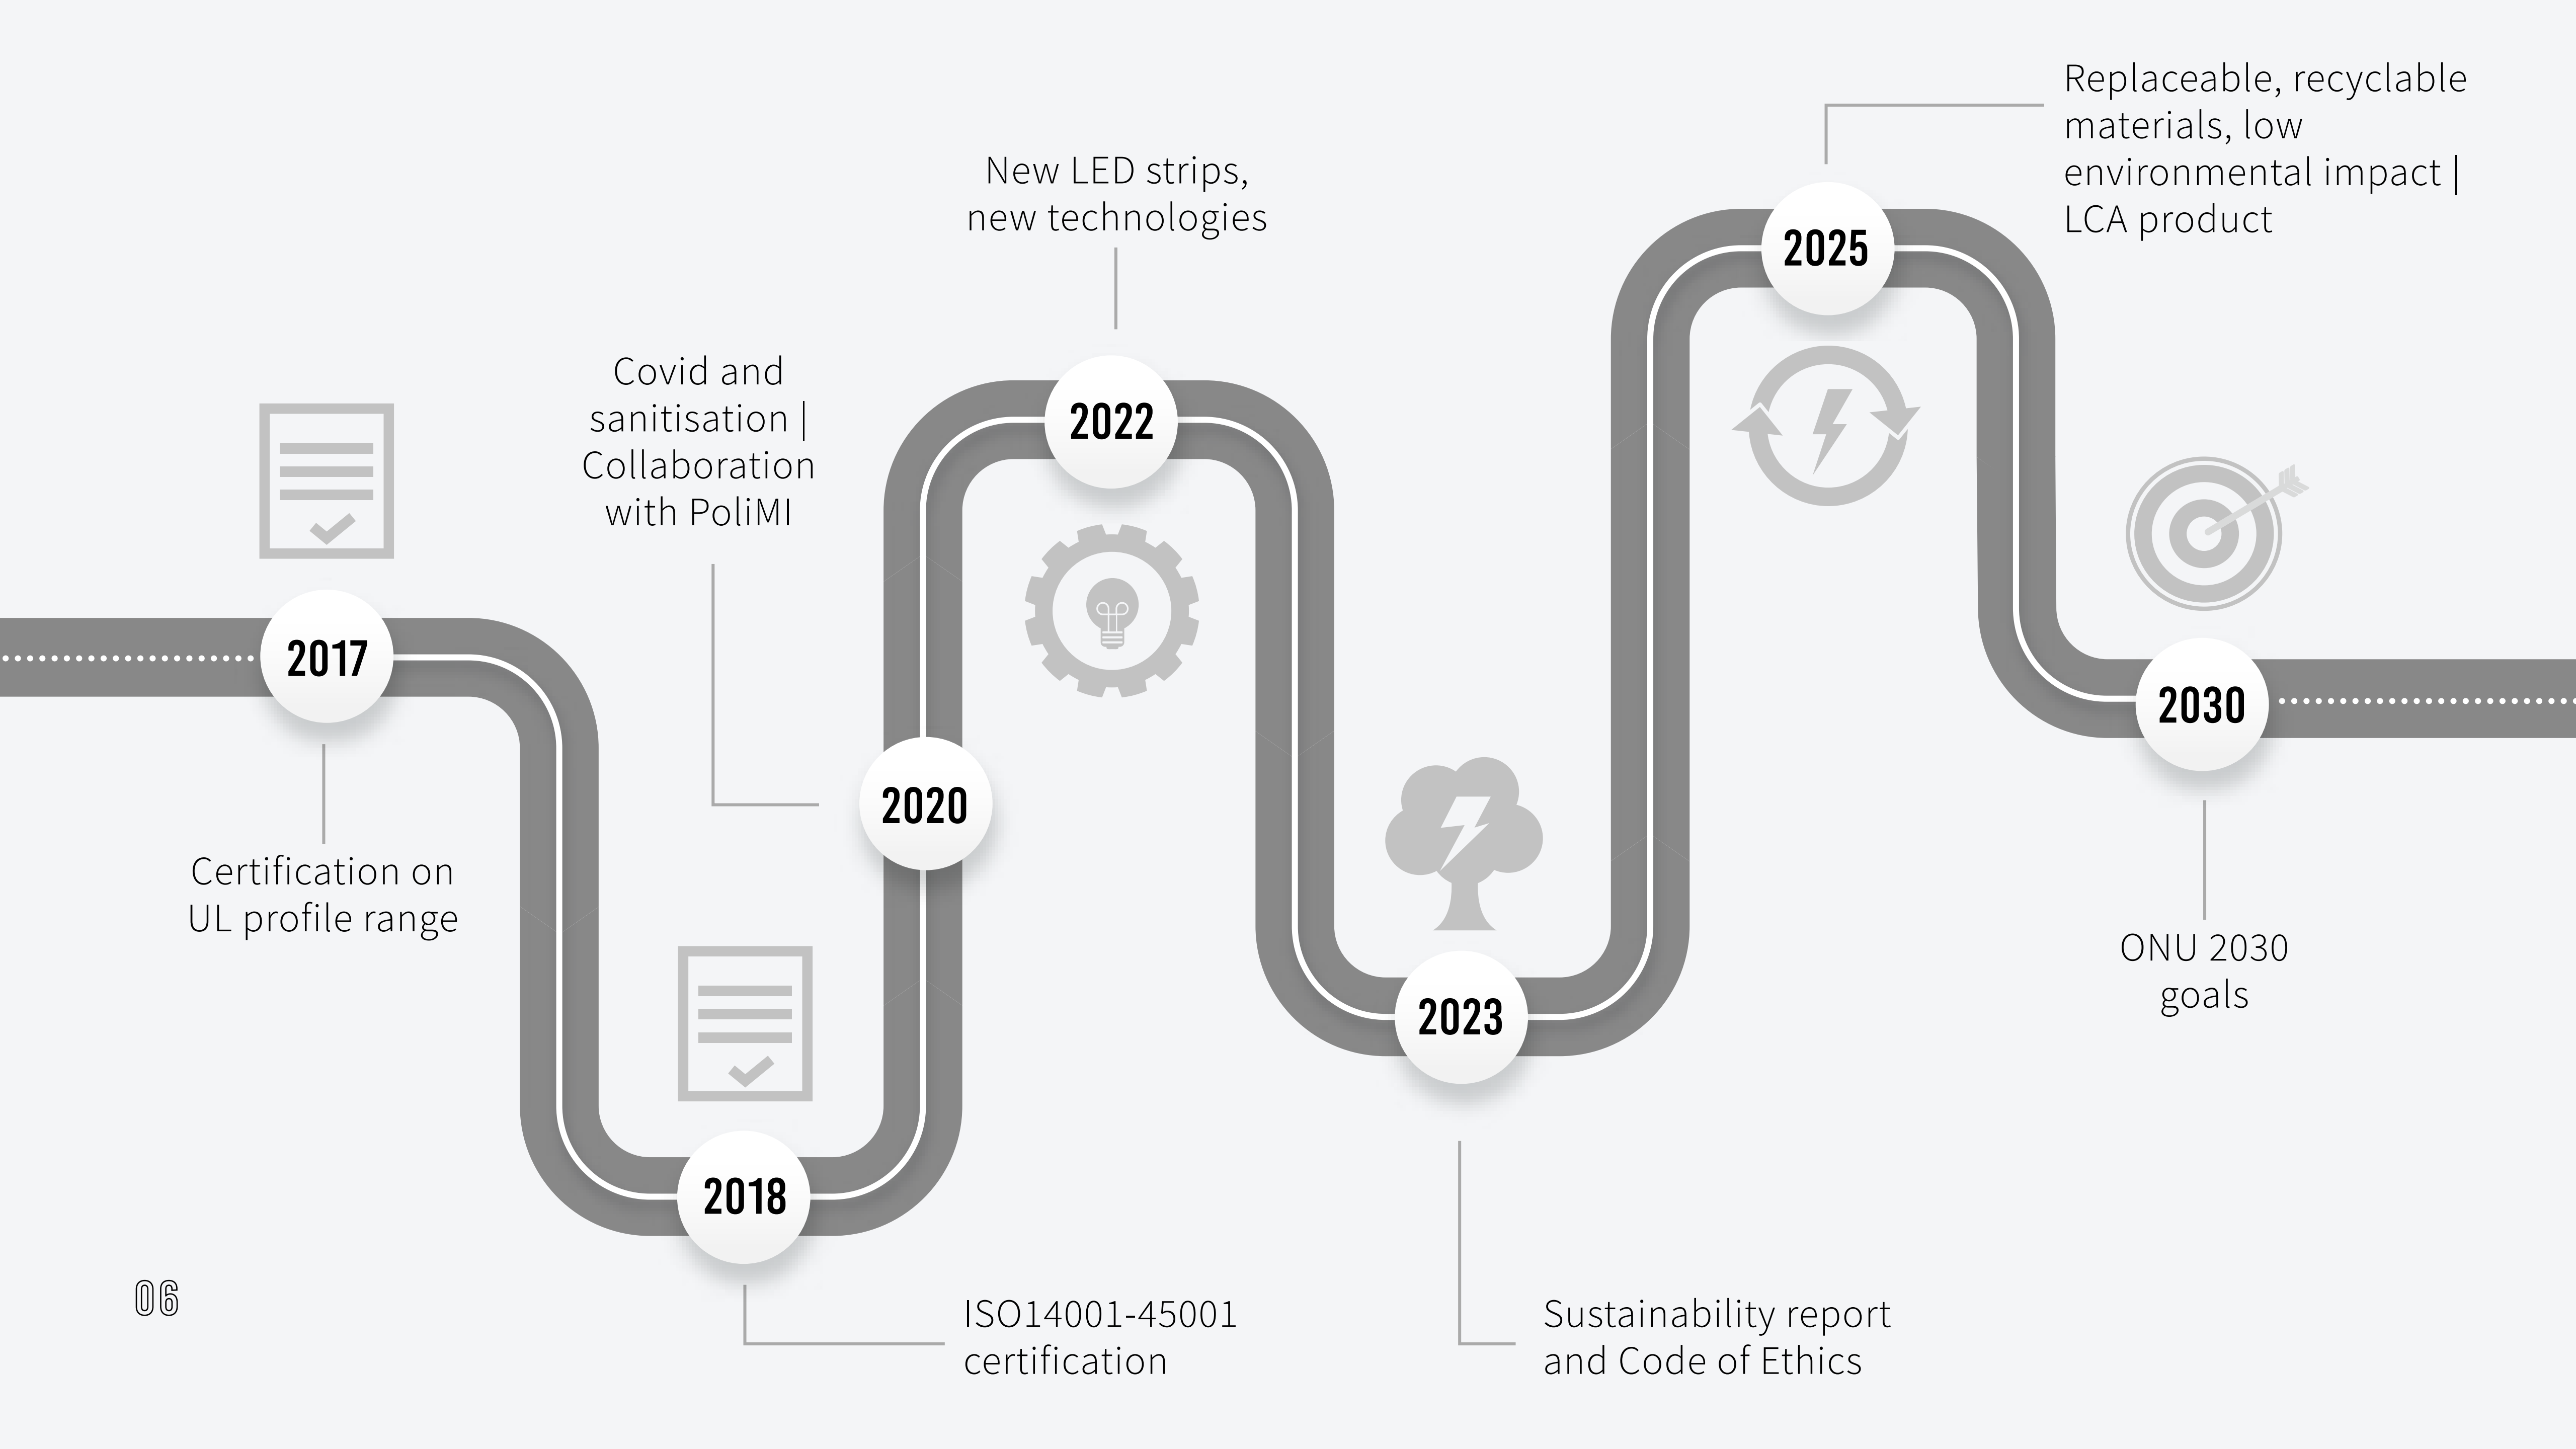 2017
Certification on
UL profile range
2018
ISO14001-45001
certification
Covid and
sanitisation |
Collaboration
with PoliMI
2020
New LED strips,
new technologies
2022
2023
Sustainability report
and Code of Ethics
Replaceable, recyclable
materials, low
environmental impact |
LCA product
2025
2030
ONU 2030
goals
06